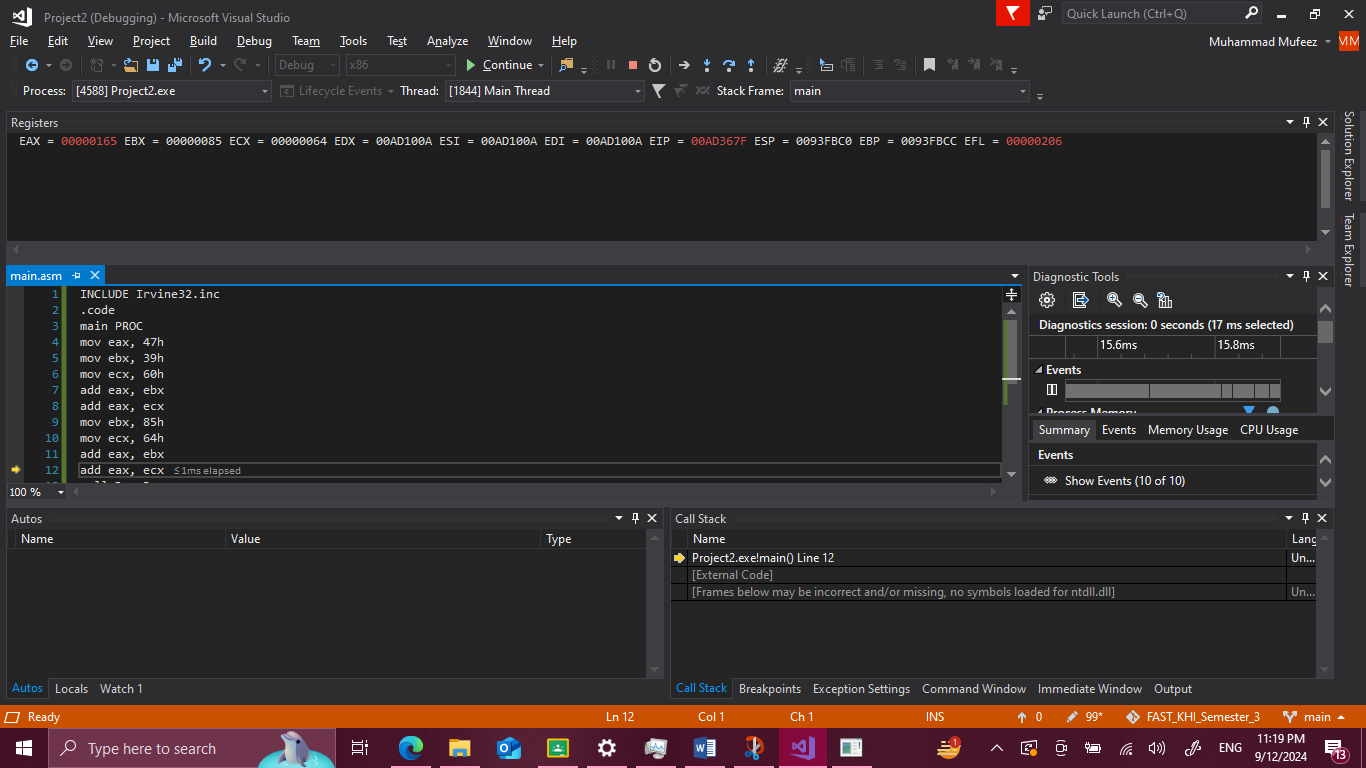 Project2 (Debugging) - Microsoft Visual Studio
Quick Launch (Ctrl+Q)
File Edit View Project Build Debug Team Tools Test Analyze Window Help
Muhammad Mufeez
MM
Debug x86 Continue
Process: [4588] Project2.exe Lifecycle Events Thread: [1844] Main Thread Stack Frame: main
Registers
EAX = 00000165 EBX = 00000085 ECX = 00000064 EDX = 00AD100A ESI = 00AD100A EDI = 00AD100A EIP = 00AD367F ESP = 0093FBC0 EBP = 0093FBCC EFL = 00000206
Solution Explorer
Team Explorer
main.asm
1 INCLUDE Irvine32.inc
2 .code
3 main PROC
4 mov eax, 47h
5 mov ebx, 39h
6 mov ecx, 60h
7 add eax, ebx
8 add eax, ecx
9 mov ebx, 85h
10 mov ecx, 64h
11 add eax, ebx
12 add eax, ecx ≤1ms elapsed
100 %
Diagnostic Tools
Diagnostics session: 0 seconds (17 ms selected)
15.6ms 15.8ms
Events
Process Memory
Summary Events Memory Usage CPU Usage
Events
Show Events (10 of 10)
Autos
Name Value Type
Autos Locals Watch 1
Call Stack
Name Lang
Project2.exe!main() Line 12 Un...
[External Code]
[Frames below may be incorrect and/or missing, no symbols loaded for ntdll.dll] Un...
Call Stack Breakpoints Exception Settings Command Window Immediate Window Output
Ready Ln 12 Col 1 Ch 1 INS 0 99* FAST_KHI_Semester_3 main
Type here to search
1
ENG
11:19 PM
9/12/2024
13